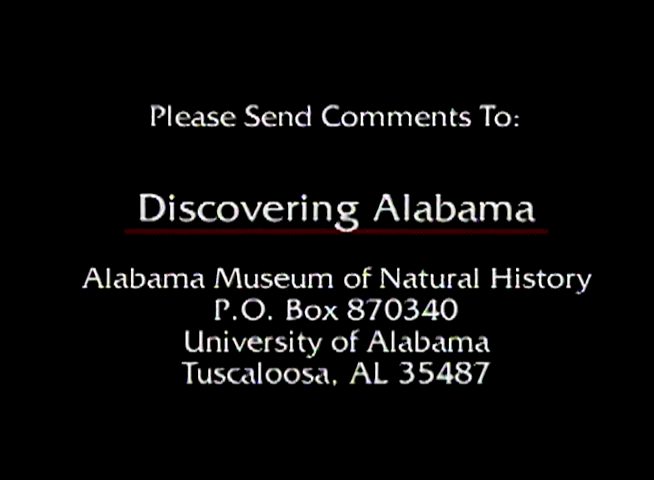 Please Send Comments To:
Discovering Alabama
Alabama Museum of Natural History
P.O. Box 870340
University of Alabama
Tuscaloosa, AL 35487